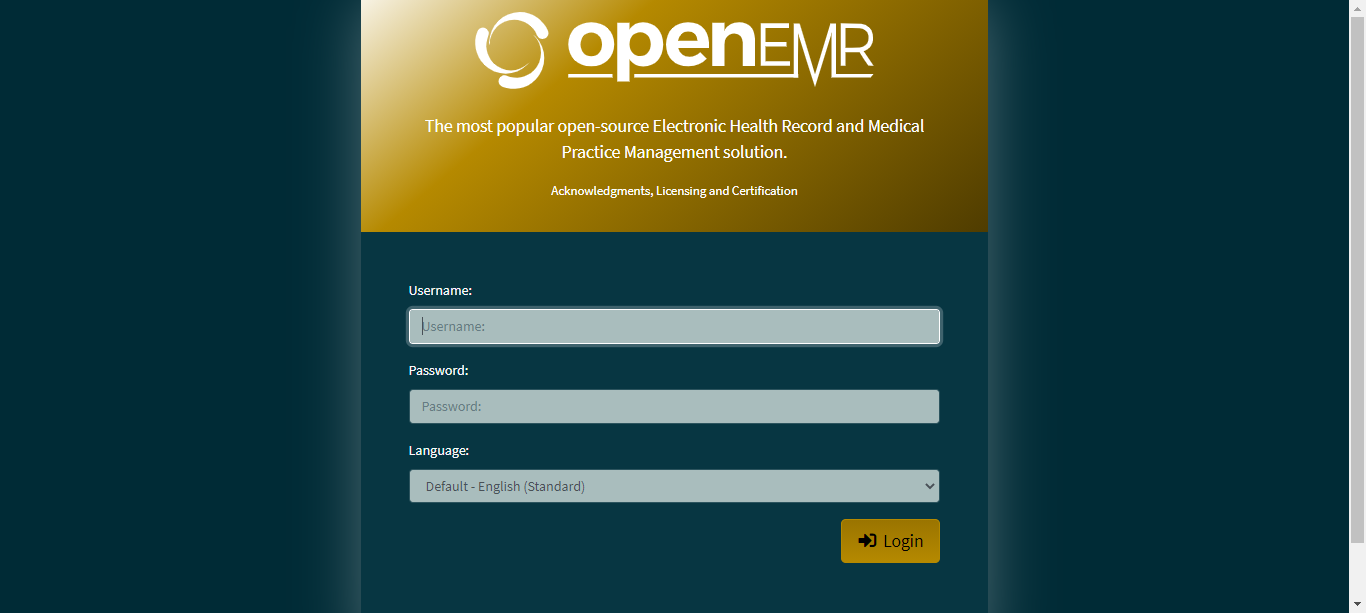 openEMR
The most popular open-source Electronic Health Record and Medical
Practice Management solution.
Acknowledgments, Licensing and Certification
Username:
Username:
Password:
Password:
Language:
Default - English (Standard)
Login